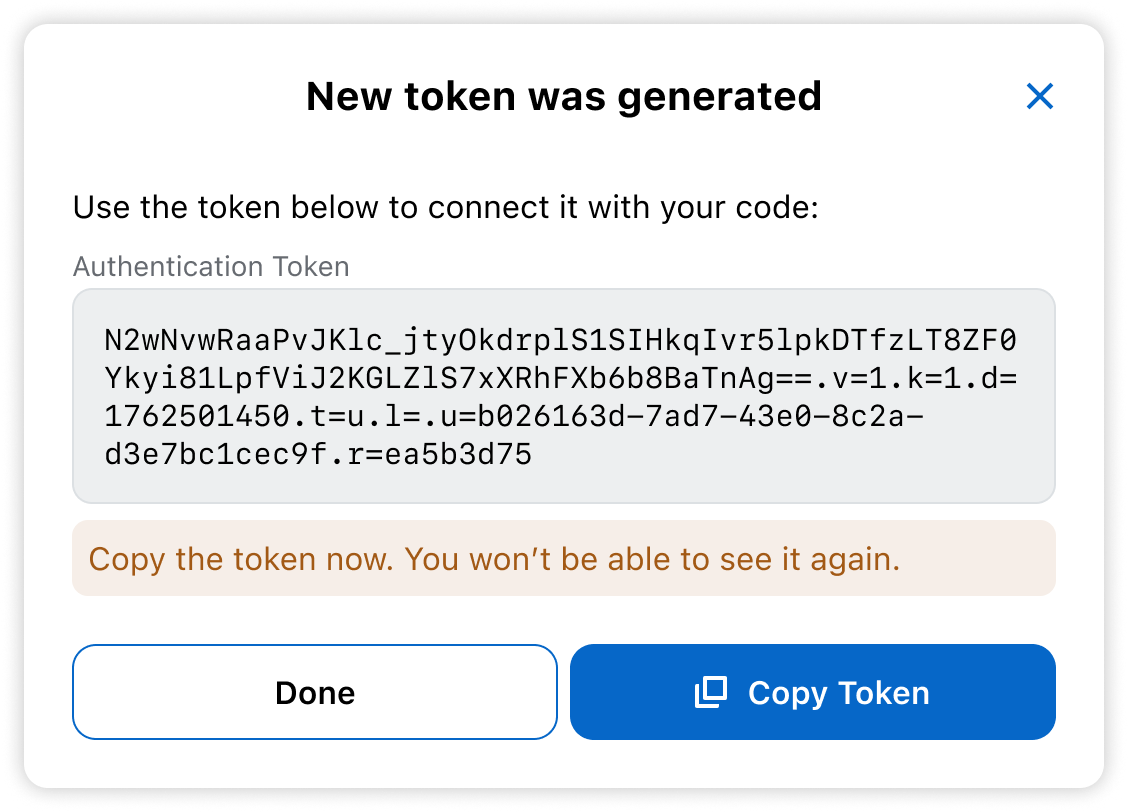 New token was generated
Use the token below to connect it with your code:
Authentication Token
N2wNvwRaaPvJKlc_jtyOkdrplS1SIHkqIvr5lpkDTfzLT8ZF0
Ykyi81LpfViJ2KGLZlS7xXRhFXb6b8BaTnAg==.v=1.k=1.d=
1762501450.t=u.l=.u=b026163d-7ad7-43e0-8c2a-
d3e7bc1cec9f.r=ea5b3d75
Copy the token now. You won’t be able to see it again.
Done
Copy Token